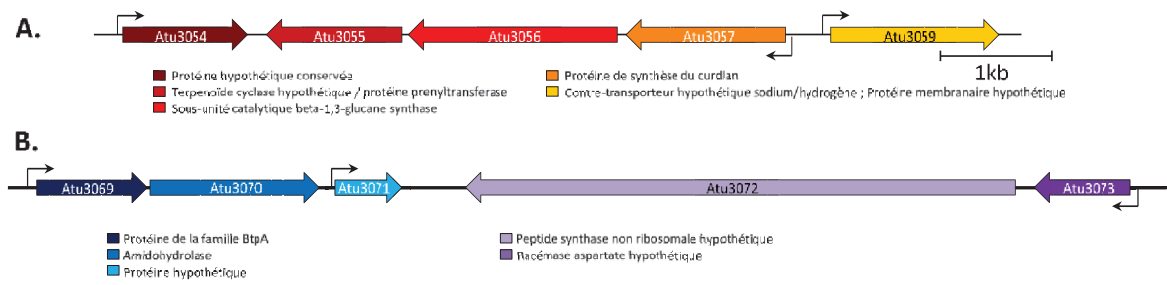 A.
Atu3054 Atu3055 Atu3056 Atu3057 Atu3059
1kb
Protéine hypothétique conservée
Terpenoïde cyclase hypothétique / protéine prenyltransferase
Sous-unité catalytique beta-1,3-glucane synthase
Protéine de synthèse du curdlan
Contre-transporteur hypothétique sodium/hydrogène ; Protéine membranaire hypothétique
B.
Atu3069 Atu3070 Atu3071 Atu3072 Atu3073
Protéine de la famille BtpA
Amidohydrolase
Protéine hypothétique
Peptide synthase non ribosomale hypothétique
Racémase aspartate hypothétique